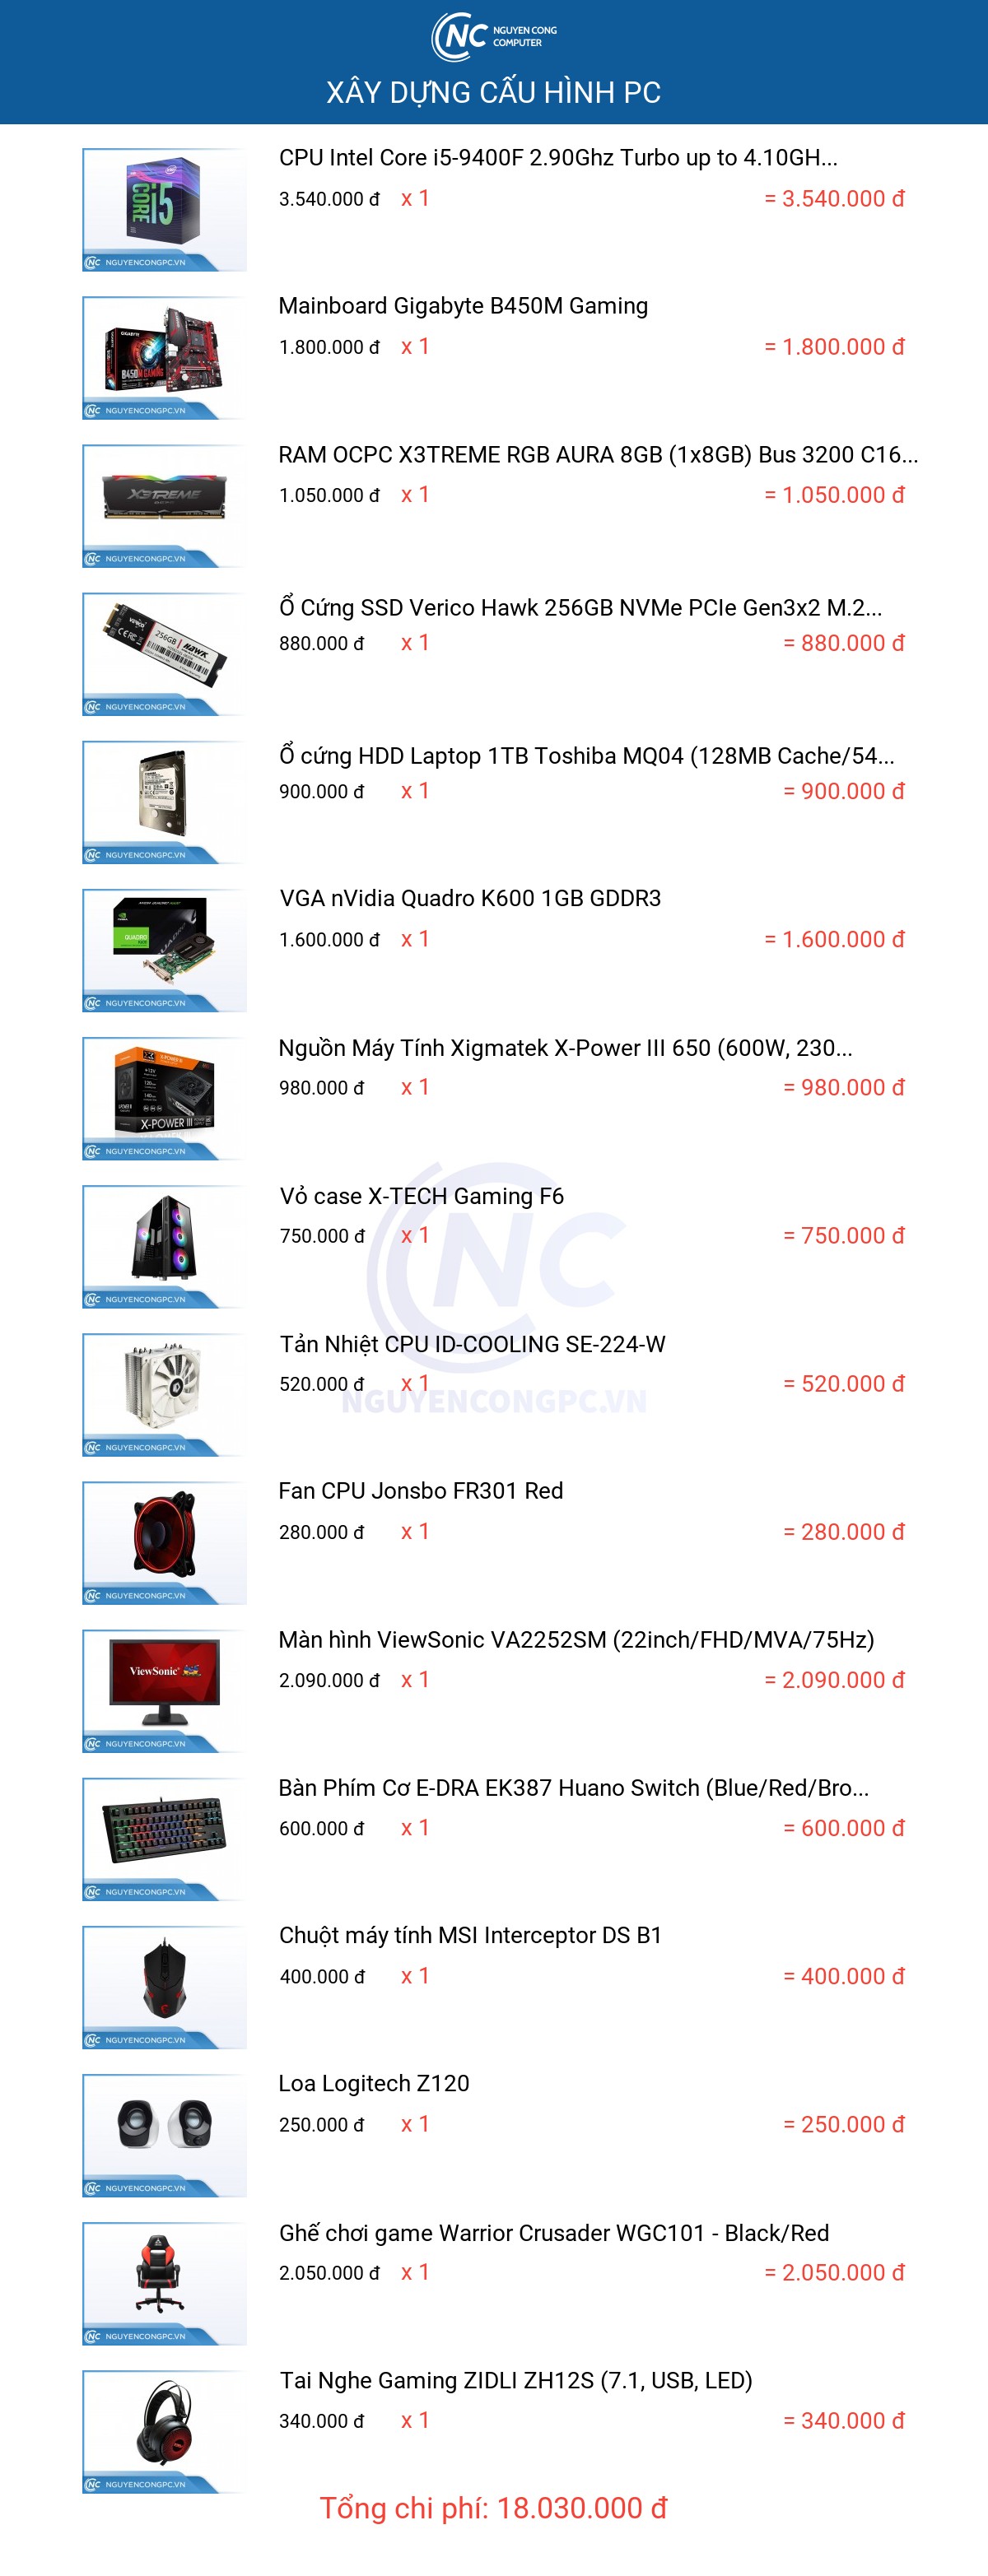 NC NGUYEN CONG
COMPUTER
XÂY DỰNG CẤU HÌNH PC
CPU Intel Core i5-9400F 2.90Ghz Turbo up to 4.10GH...
3.540.000 đ x 1 = 3.540.000 đ
CORE i5
NC NGUYENCONGPC.VN
Mainboard Gigabyte B450M Gaming
1.800.000 đ x 1 = 1.800.000 đ
B450M GAMING
NC NGUYENCONGPC.VN
RAM OCPC X3TREME RGB AURA 8GB (1x8GB) Bus 3200 C16...
1.050.000 đ x 1 = 1.050.000 đ
X3TREME
NC NGUYENCONGPC.VN
Ổ Cứng SSD Verico Hawk 256GB NVMe PCIe Gen3x2 M.2...
880.000 đ x 1 = 880.000 đ
256GB HAWK
NC NGUYENCONGPC.VN
Ổ cứng HDD Laptop 1TB Toshiba MQ04 (128MB Cache/54...
900.000 đ x 1 = 900.000 đ
NC NGUYENCONGPC.VN
VGA nVidia Quadro K600 1GB GDDR3
1.600.000 đ x 1 = 1.600.000 đ
QUADRO
NC NGUYENCONGPC.VN
Nguồn Máy Tính Xigmatek X-Power III 650 (600W, 230...
980.000 đ x 1 = 980.000 đ
X-POWER III
NC NGUYENCONGPC.VN
Vỏ case X-TECH Gaming F6
750.000 đ x 1 = 750.000 đ
NC NGUYENCONGPC.VN
NC
Tản Nhiệt CPU ID-COOLING SE-224-W
520.000 đ x 1 = 520.000 đ
NGUYENCONGPC.VN
NC NGUYENCONGPC.VN
Fan CPU Jonsbo FR301 Red
280.000 đ x 1 = 280.000 đ
NC NGUYENCONGPC.VN
Màn hình ViewSonic VA2252SM (22inch/FHD/MVA/75Hz)
2.090.000 đ x 1 = 2.090.000 đ
ViewSonic
NC NGUYENCONGPC.VN
Bàn Phím Cơ E-DRA EK387 Huano Switch (Blue/Red/Bro...
600.000 đ x 1 = 600.000 đ
NC NGUYENCONGPC.VN
Chuột máy tính MSI Interceptor DS B1
400.000 đ x 1 = 400.000 đ
NC NGUYENCONGPC.VN
Loa Logitech Z120
250.000 đ x 1 = 250.000 đ
NC NGUYENCONGPC.VN
Ghế chơi game Warrior Crusader WGC101 - Black/Red
2.050.000 đ x 1 = 2.050.000 đ
NC NGUYENCONGPC.VN
Tai Nghe Gaming ZIDLI ZH12S (7.1, USB, LED)
340.000 đ x 1 = 340.000 đ
NC NGUYENCONGPC.VN
Tổng chi phí: 18.030.000 đ